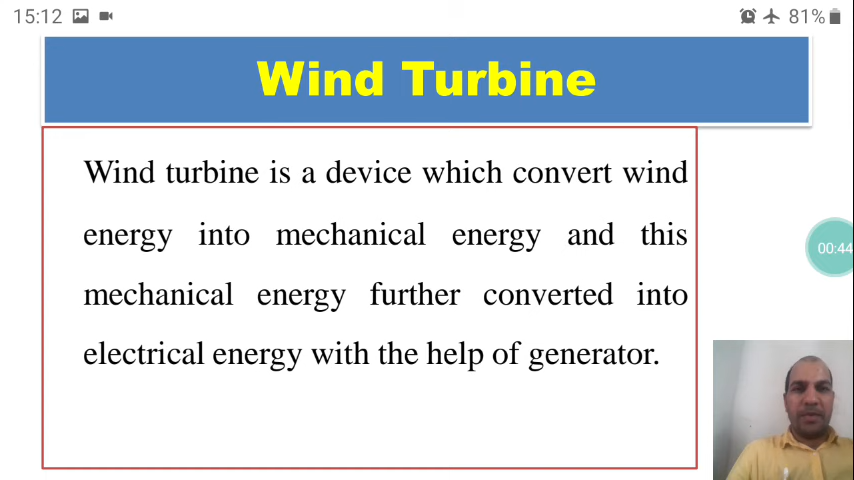 15:12 81%
Wind Turbine
Wind turbine is a device which convert wind
energy into mechanical energy and this
mechanical energy further converted into
electrical energy with the help of generator.
00:44